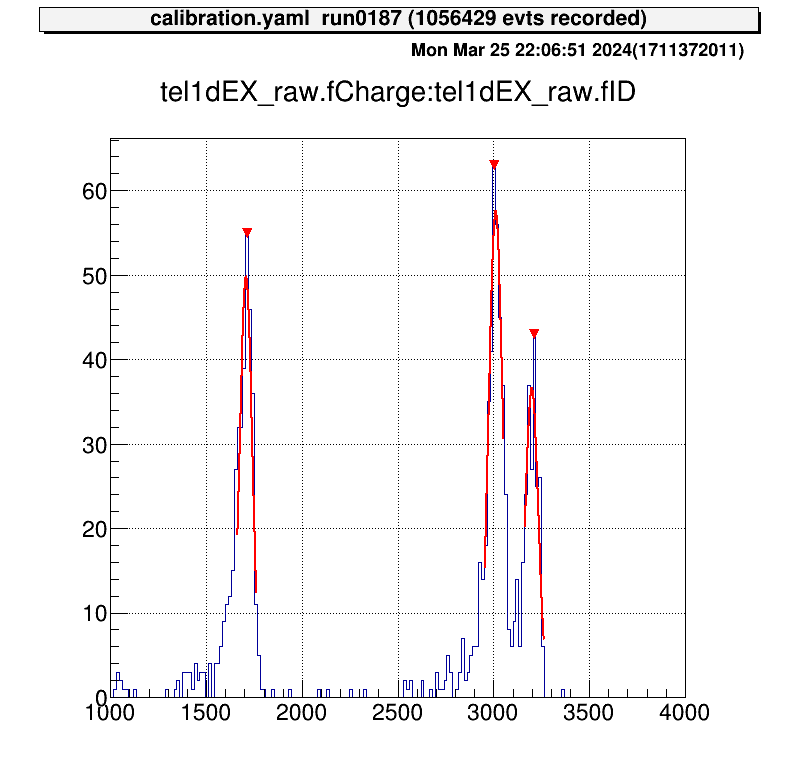 calibration.yaml run0187 (1056429 evts recorded)
Mon Mar 25 22:06:51 2024(1711372011)
tel1dEX_raw.fCharge:tel1dEX_raw.fID
60
50
40
30
20
10
0
1000 1500 2000 2500 3000 3500 4000